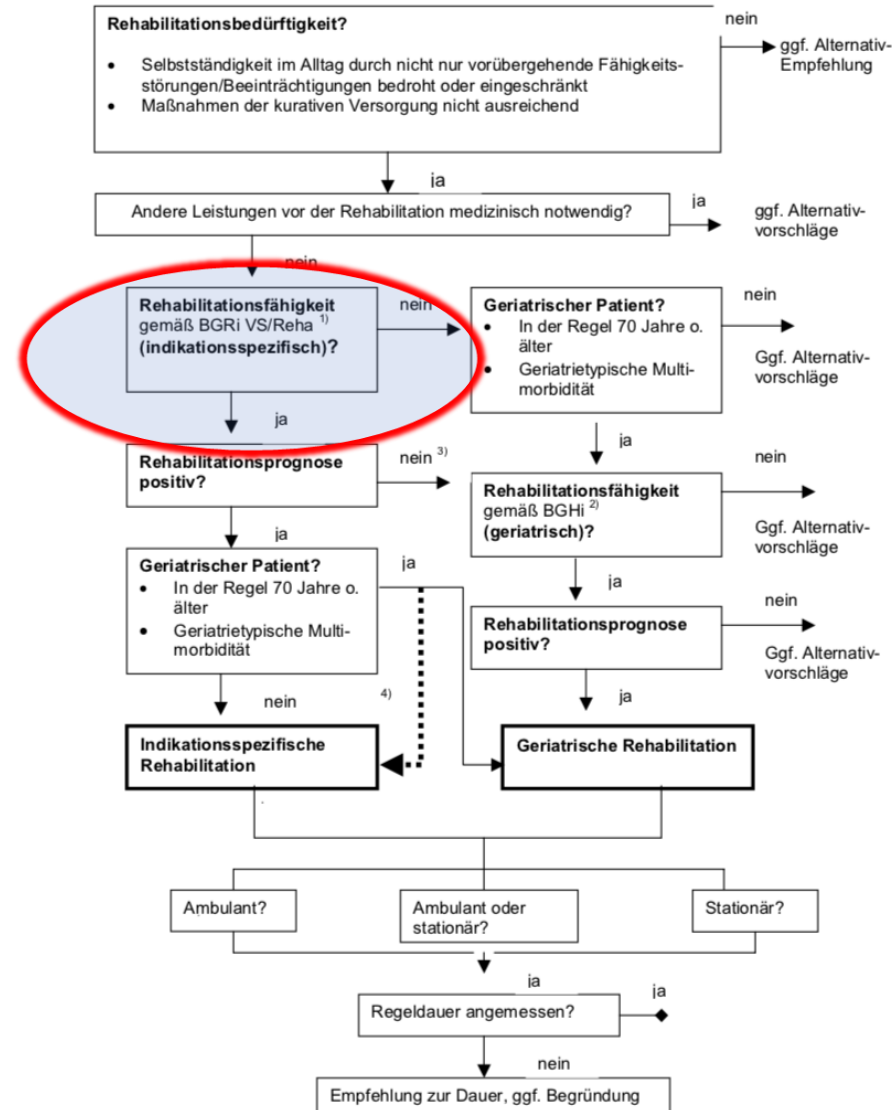 Rehabilitationsbedürftigkeit?
nein
• Selbstständigkeit im Alltag durch nicht nur vorübergehende Fähigkeits-
störungen/Beeinträchtigungen bedroht oder eingeschränkt
• Maßnahmen der kurativen Versorgung nicht ausreichend
ggf. Alternativ-
Empfehlung
ja
Andere Leistungen vor der Rehabilitation medizinisch notwendig?
ja
ggf. Alternativ-
vorschläge
nein
Rehabilitationsfähigkeit
gemäß BGRi VS/Reha 1)
(indikationsspezifisch)?
nein
Geriatrischer Patient?
• In der Regel 70 Jahre o.
älter
• Geriatrietypische Multi-
morbidität
nein
Ggf. Alternativ-
vorschläge
ja
ja
Rehabilitationsprognose
positiv?
nein 3)
Rehabilitationsfähigkeit
gemäß BGHi 2)
(geriatrisch)?
nein
Ggf. Alternativ-
vorschläge
ja
ja
Geriatrischer Patient?
• In der Regel 70 Jahre o.
älter
• Geriatrietypische Multi-
morbidität
ja
Rehabilitationsprognose
positiv?
nein
Ggf. Alternativ-
vorschläge
nein
4)
ja
Indikationsspezifische
Rehabilitation
Geriatrische Rehabilitation
Ambulant?
Ambulant oder
stationär?
Stationär?
ja
Regeldauer angemessen?
ja
nein
Empfehlung zur Dauer, ggf. Begründung